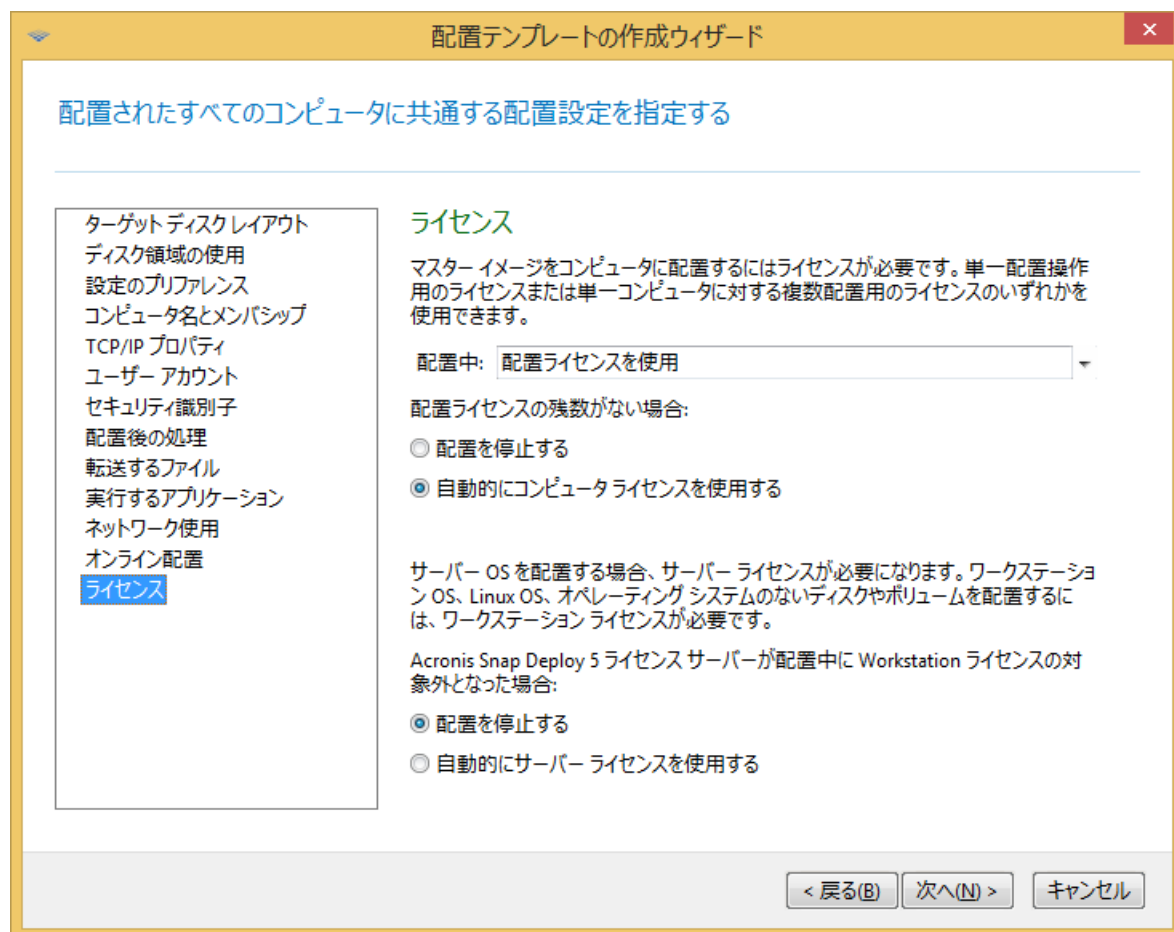 配置テンプレートの作成ウィザード
配置されたすべてのコンピュータに共通する配置設定を指定する
ターゲット ディスク レイアウト
ディスク領域の使用
設定のプリファレンス
コンピュータ名とメンバシップ
TCP/IP プロパティ
ユーザー アカウント
セキュリティ識別子
配置後の処理
転送するファイル
実行するアプリケーション
ネットワーク使用
オンライン配置
ライセンス
ライセンス
マスター イメージをコンピュータに配置するにはライセンスが必要です。単一配置操作
用のライセンスまたは単一コンピュータに対する複数配置用のライセンスのいずれかを
使用できます。
配置中: 配置ライセンスを使用
配置ライセンスの残数がない場合:
配置を停止する
自動的にコンピュータ ライセンスを使用する
サーバー OS を配置する場合、サーバー ライセンスが必要になります。ワークステーショ
ン OS、Linux OS、オペレーティング システムのないディスクやボリュームを配置するに
は、ワークステーション ライセンスが必要です。
Acronis Snap Deploy 5 ライセンス サーバーが配置中に Workstation ライセンスの対
象外となった場合:
配置を停止する
自動的にサーバー ライセンスを使用する
< 戻る(B) 次へ(N) > キャンセル